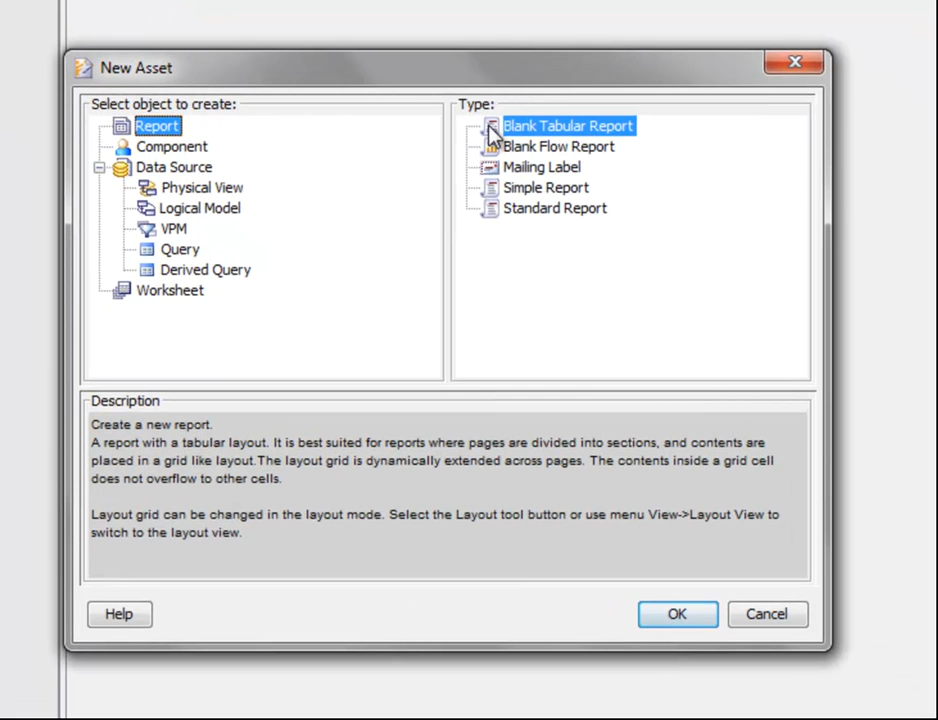 New Asset
Select object to create:
Report
Component
Data Source
Physical View
Logical Model
VPM
Query
Derived Query
Worksheet
Type:
Blank Tabular Report
Blank Flow Report
Mailing Label
Simple Report
Standard Report
Description
Create a new report.
A report with a tabular layout. It is best suited for reports where pages are divided into sections, and contents are
placed in a grid like layout.The layout grid is dynamically extended across pages. The contents inside a grid cell
does not overflow to other cells.
Layout grid can be changed in the layout mode. Select the Layout tool button or use menu View->Layout View to
switch to the layout view.
Help
OK
Cancel